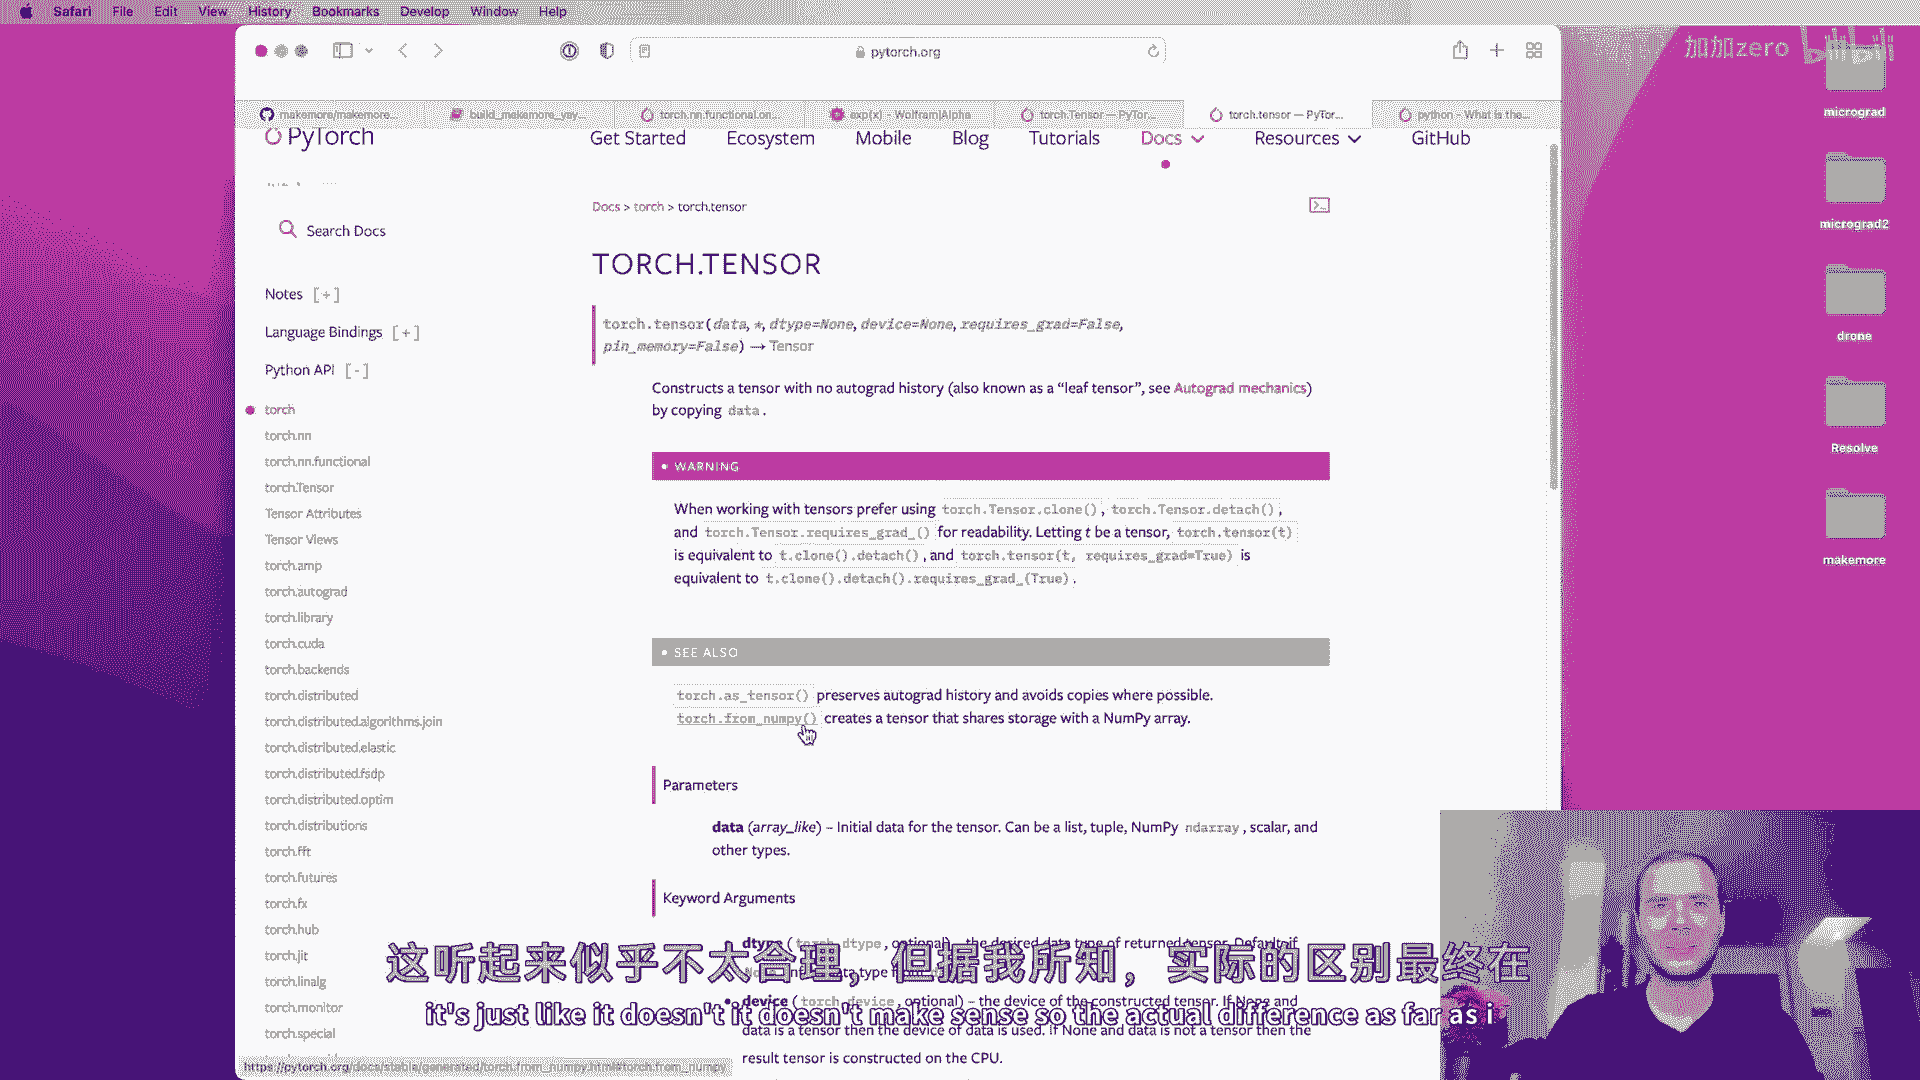 Safari File Edit View History Bookmarks Develop Window Help
pytorch.org
加加zero bilibili
makemore/makemore... build_makemore_yay... torch.nn.functional.on... exp(x) - Wolfram|Alpha torch.Tensor — PyTor... torch.tensor — PyTor... python - What is the...
PyTorch Get Started Ecosystem Mobile Blog Tutorials Docs Resources GitHub
micrograd
micrograd2
drone
Resolve
makemore
Search Docs
Notes [+]
Language Bindings [+]
Python API [-]
torch
torch.nn
torch.nn.functional
torch.Tensor
Tensor Attributes
Tensor Views
torch.amp
torch.autograd
torch.library
torch.cuda
torch.backends
torch.distributed
torch.distributed.algorithms.join
torch.distributed.elastic
torch.distributed.fsdp
torch.distributed.optim
torch.distributions
torch.fft
torch.futures
torch.fx
torch.hub
torch.jit
torch.linalg
torch.monitor
torch.special
Docs > torch > torch.tensor
TORCH.TENSOR
torch.tensor(data, *, dtype=None, device=None, requires_grad=False,
pin_memory=False) → Tensor
Constructs a tensor with no autograd history (also known as a “leaf tensor”, see Autograd mechanics)
by copying data.
WARNING
When working with tensors prefer using torch.Tensor.clone(), torch.Tensor.detach(),
and torch.Tensor.requires_grad_() for readability. Letting t be a tensor, torch.tensor(t)
is equivalent to t.clone().detach(), and torch.tensor(t, requires_grad=True) is
equivalent to t.clone().detach().requires_grad_(True).
SEE ALSO
torch.as_tensor() preserves autograd history and avoids copies where possible.
torch.from_numpy() creates a tensor that shares storage with a NumPy array.
Parameters
data (array_like) – Initial data for the tensor. Can be a list, tuple, NumPy ndarray, scalar, and
other types.
Keyword Arguments
dtype (torch.dtype, optional) – the desired data type of returned tensor. Default: if
data type
device (torch.device, optional) – the device of the constructed tensor. If None and
data is a tensor then the device of data is used. If None and data is not a tensor then the
result tensor is constructed on the CPU.
这听起来似乎不太合理，但据我所知，实际的区别最终在
it's just like it doesn't it doesn't make sense so the actual difference as far as i
https://pytorch.org/docs/stable/generated/torch.from_numpy.html#torch.from_numpy